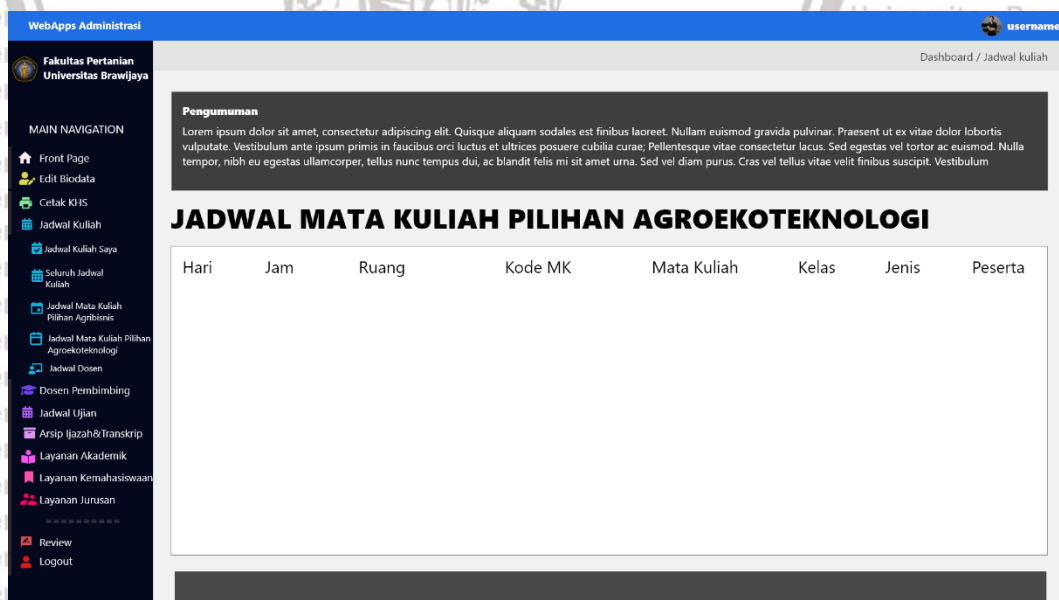 WebApps Administrasi
username
Fakultas Pertanian
Universitas Brawijaya
Dashboard / Jadwal kuliah
MAIN NAVIGATION
Front Page
Edit Biodata
Cetak KHS
Jadwal Kuliah
Jadwal Kuliah Saya
Seluruh Jadwal
Kuliah
Jadwal Mata Kuliah
Pilihan Agribisnis
Jadwal Mata Kuliah Pilihan
Agroekoteknologi
Jadwal Dosen
Dosen Pembimbing
Jadwal Ujian
Arsip Ijazah&Transkrip
Layanan Akademik
Layanan Kemahasiswaan
Layanan Jurusan
==========
Review
Logout
Pengumuman
Lorem ipsum dolor sit amet, consectetur adipiscing elit. Quisque aliquam sodales est finibus laoreet. Nullam euismod gravida pulvinar. Praesent ut ex vitae dolor lobortis
vulputate. Vestibulum ante ipsum primis in faucibus orci luctus et ultrices posuere cubilia curae; Pellentesque vitae consectetur lacus. Sed egestas vel tortor ac euismod. Nulla
tempor, nibh eu egestas ullamcorper, tellus nunc tempus dui, ac blandit felis mi sit amet urna. Sed vel diam purus. Cras vel tellus vitae velit finibus suscipit. Vestibulum
JADWAL MATA KULIAH PILIHAN AGROEKOTEKNOLOGI
Hari Jam Ruang Kode MK Mata Kuliah Kelas Jenis Peserta